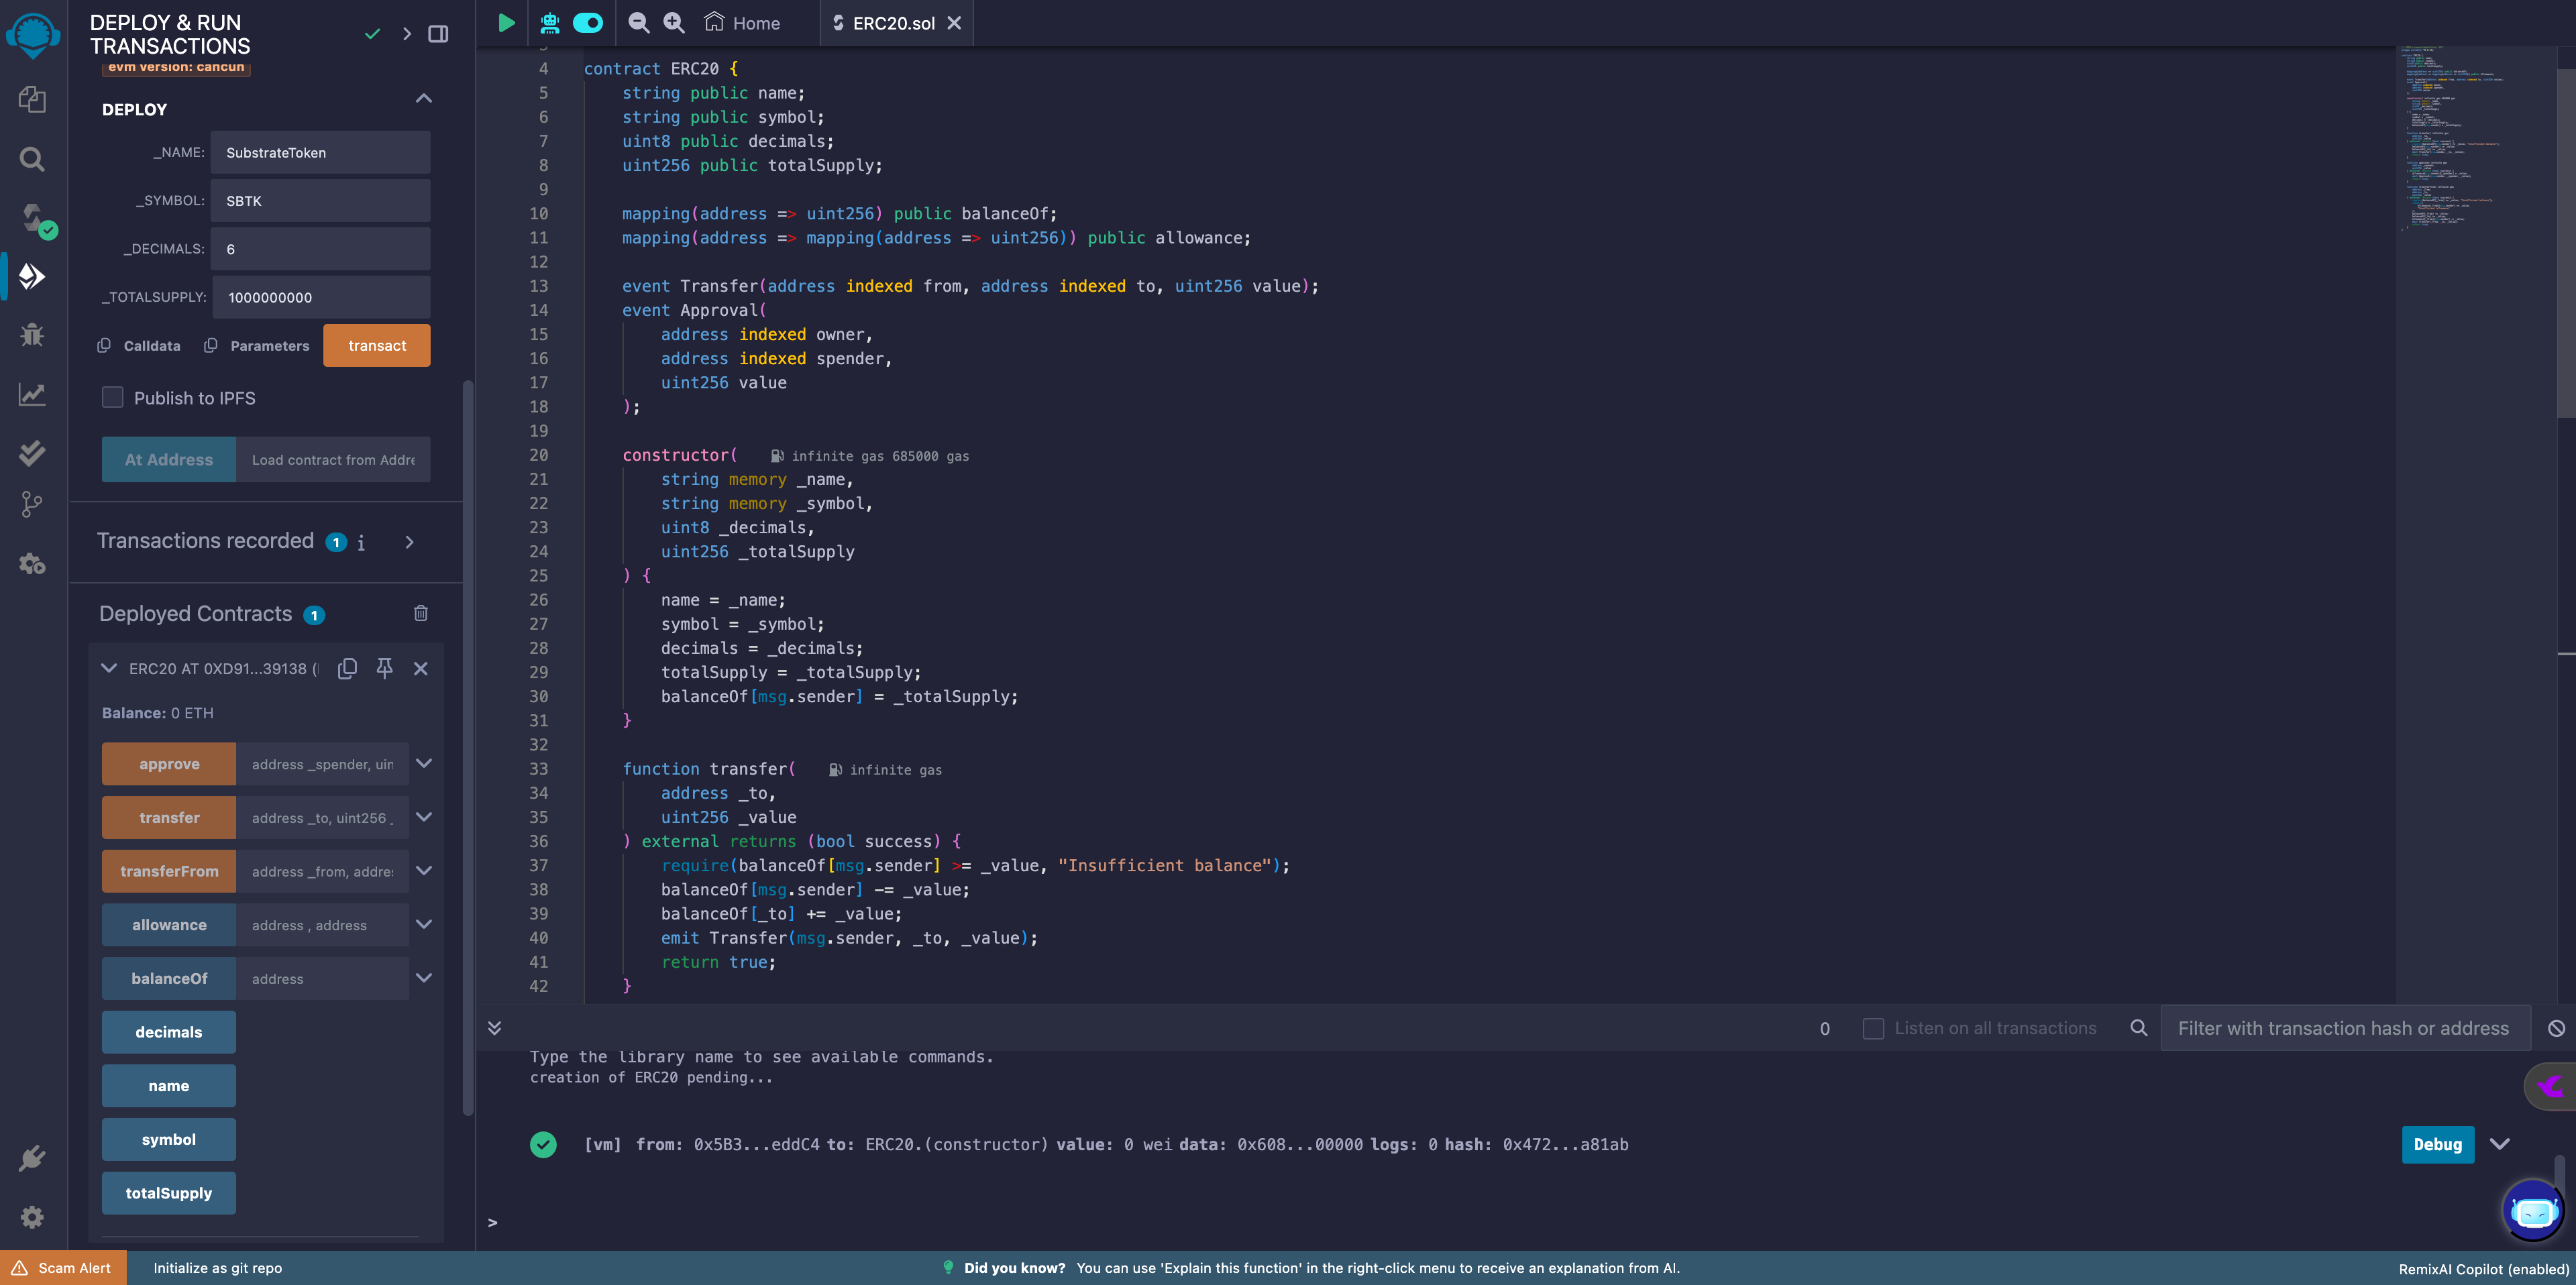 DEPLOY & RUN
TRANSACTIONS
evm version: cancun
DEPLOY
_NAME: SubstrateToken
_SYMBOL: SBTK
_DECIMALS: 6
_TOTALSUPPLY: 1000000000
Calldata Parameters transact
Publish to IPFS
At Address Load contract from Addre
Transactions recorded 1 i
Deployed Contracts 1
ERC20 AT 0XD91...39138 (
Balance: 0 ETH
approve address _spender, uin
transfer address _to, uint256 _
transferFrom address _from, addres
allowance address , address
balanceOf address
decimals
name
symbol
totalSupply
Home ERC20.sol
4 contract ERC20 {
5 string public name;
6 string public symbol;
7 uint8 public decimals;
8 uint256 public totalSupply;
9
10 mapping(address => uint256) public balanceOf;
11 mapping(address => mapping(address => uint256)) public allowance;
12
13 event Transfer(address indexed from, address indexed to, uint256 value);
14 event Approval(
15 address indexed owner,
16 address indexed spender,
17 uint256 value
18 );
19
20 constructor( infinite gas 685000 gas
21 string memory _name,
22 string memory _symbol,
23 uint8 _decimals,
24 uint256 _totalSupply
25 ) {
26 name = _name;
27 symbol = _symbol;
28 decimals = _decimals;
29 totalSupply = _totalSupply;
30 balanceOf[msg.sender] = _totalSupply;
31 }
32
33 function transfer( infinite gas
34 address _to,
35 uint256 _value
36 ) external returns (bool success) {
37 require(balanceOf[msg.sender] >= _value, "Insufficient balance");
38 balanceOf[msg.sender] -= _value;
39 balanceOf[_to] += _value;
40 emit Transfer(msg.sender, _to, _value);
41 return true;
42 }
0 Listen on all transactions Filter with transaction hash or address
Type the library name to see available commands.
creation of ERC20 pending...
[vm] from: 0x5B3...eddC4 to: ERC20.(constructor) value: 0 wei data: 0x608...00000 logs: 0 hash: 0x472...a81ab
Debug
>
Scam Alert Initialize as git repo Did you know? You can use 'Explain this function' in the right-click menu to receive an explanation from AI. RemixAI Copilot (enabled)